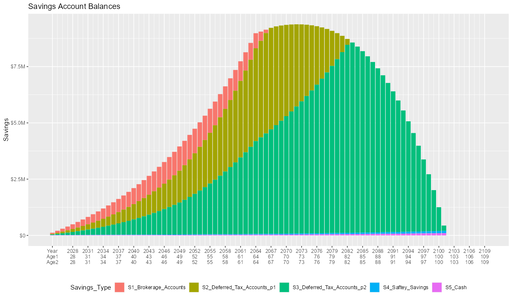 Savings Account Balances
Savings
$7.5M
$5.0M
$2.5M
$0
Year 2028 2031 2034 2037 2040 2043 2046 2049 2052 2055 2058 2061 2064 2067 2070 2073 2076 2079 2082 2085 2088 2091 2094 2097 2100 2103 2106 2109
Age1 28 31 34 37 40 43 46 49 52 55 58 61 64 67 70 73 76 79 82 85 88 91 94 97 100 103 106 109
Age2 28 31 34 37 40 43 46 49 52 55 58 61 64 67 70 73 76 79 82 85 88 91 94 97 100 103 106 109
Savings_Type S1_Brokerage_Accounts S2_Deferred_Tax_Accounts_p1 S3_Deferred_Tax_Accounts_p2 S4_Saftey_Savings S5_Cash